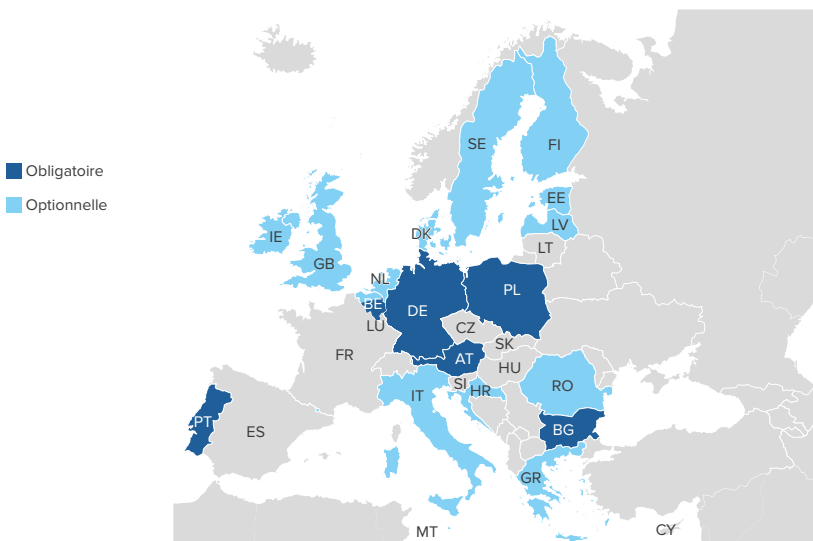 SE
FI
Obligatoire
EE
Optionnelle
LV
DK
IE
LT
GB
NL
PL
BE
DE
LU
CZ
SK
FR
AT
HU
SI
RO
HR
IT
PT
BG
ES
GR
MT
CY